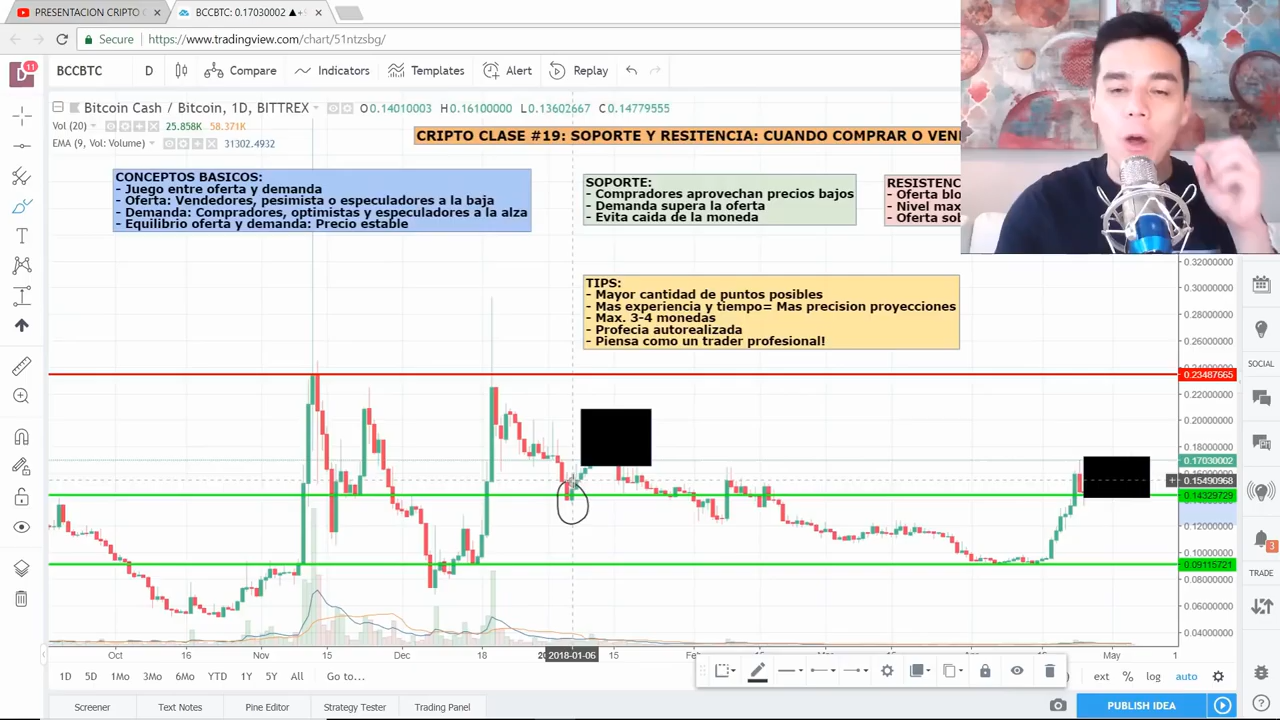 PRESENTACION CRIPTO
BCCBTC: 0.17030002 ▲+
Secure
https://www.tradingview.com/chart/51ntzsbg/
11
BCCBTC
D
Compare
Indicators
Templates
Alert
Replay
Bitcoin Cash / Bitcoin, 1D, BITTREX
O0.14010003 H0.16100000 L0.13602667 C0.14779555
Vol (20)
25.858K 58.371K
EMA (9, Vol: Volume)
31302.4932
CRIPTO CLASE #19: SOPORTE Y RESITENCIA: CUANDO COMPRAR O VEN
CONCEPTOS BASICOS:
- Juego entre oferta y demanda
- Oferta: Vendedores, pesimista o especuladores a la baja
- Demanda: Compradores, optimistas y especuladores a la alza
- Equilibrio oferta y demanda: Precio estable
SOPORTE:
- Compradores aprovechan precios bajos
- Demanda supera la oferta
- Evita caida de la moneda
RESISTENC
- Oferta blo
- Nivel max
- Oferta sob
TIPS:
- Mayor cantidad de puntos posibles
- Mas experiencia y tiempo= Mas precision proyecciones
- Max. 3-4 monedas
- Profecia autorealizada
- Piensa como un trader profesional!
0.32000000
0.30000000
0.28000000
0.26000000
0.23487665
0.22000000
0.20000000
0.18000000
0.17030002
0.15490968
0.14329729
0.12000000
0.10000000
0.09115721
0.08000000
0.06000000
0.04000000
SOCIAL
3
TRADE
Oct
16
Nov
15
Dec
18
2018-01-06
15
May
1
1D
5D
1Mo
3Mo
6Mo
YTD
1Y
3Y
All
Go to...
ext
%
log
auto
Screener
Text Notes
Pine Editor
Strategy Tester
Trading Panel
PUBLISH IDEA